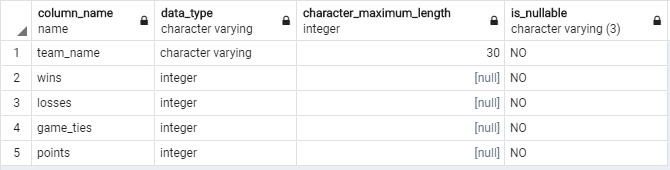 column_name data_type character_maximum_length is_nullable
name character varying integer character varying (3)
1 team_name character varying 30 NO
2 wins integer [null] NO
3 losses integer [null] NO
4 game_ties integer [null] NO
5 points integer [null] NO